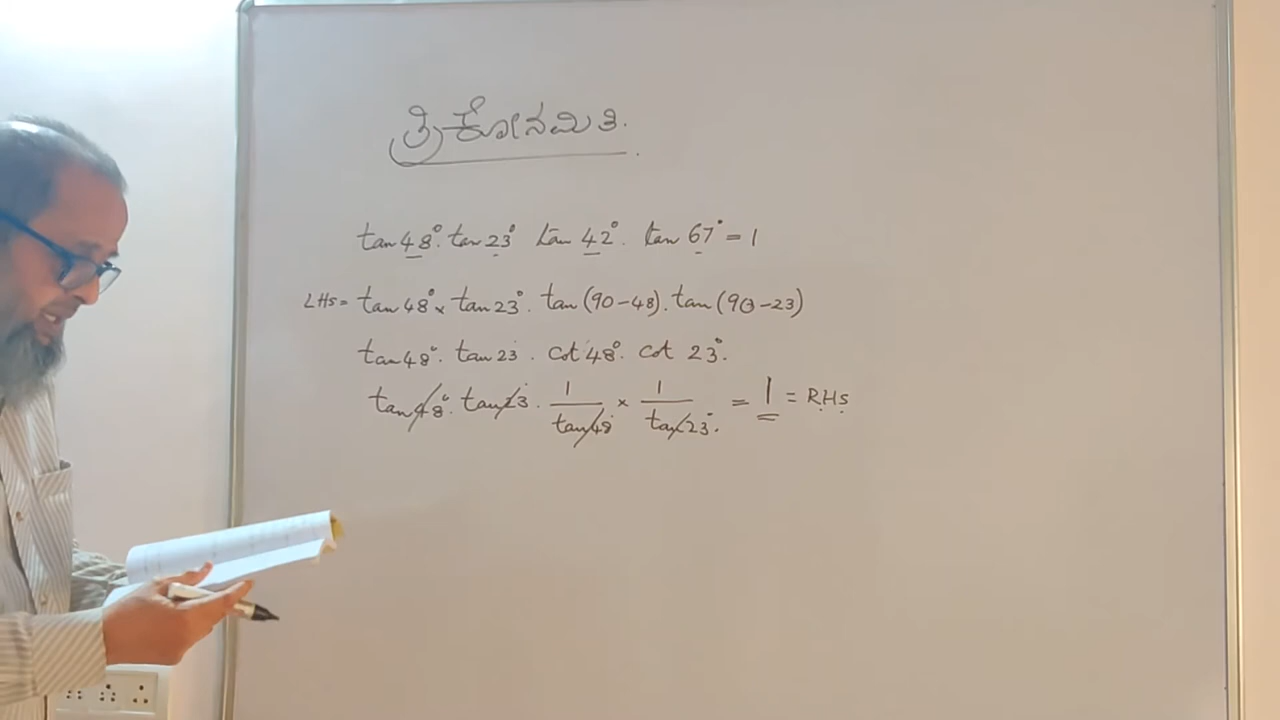 ತ್ರಿಕೋನಮಿತಿ.
tan 48°. tan 23° tan 42°. tan 67° = 1
LHS = tan 48° × tan 23°. tan (90-48). tan (90-23)
tan 48°. tan 23 . cot 48°. cot 23°.
tan 48°. tan 23 . 1/tan 48 × 1/tan 23°. = 1 = RHS